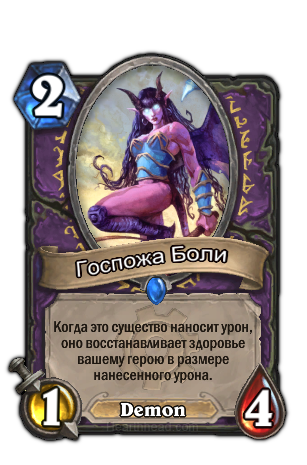 2
Госпожа Боли
Когда это существо наносит урон,
оно восстанавливает здоровье
вашему герою в размере
нанесенного урона.
1
Demon
4